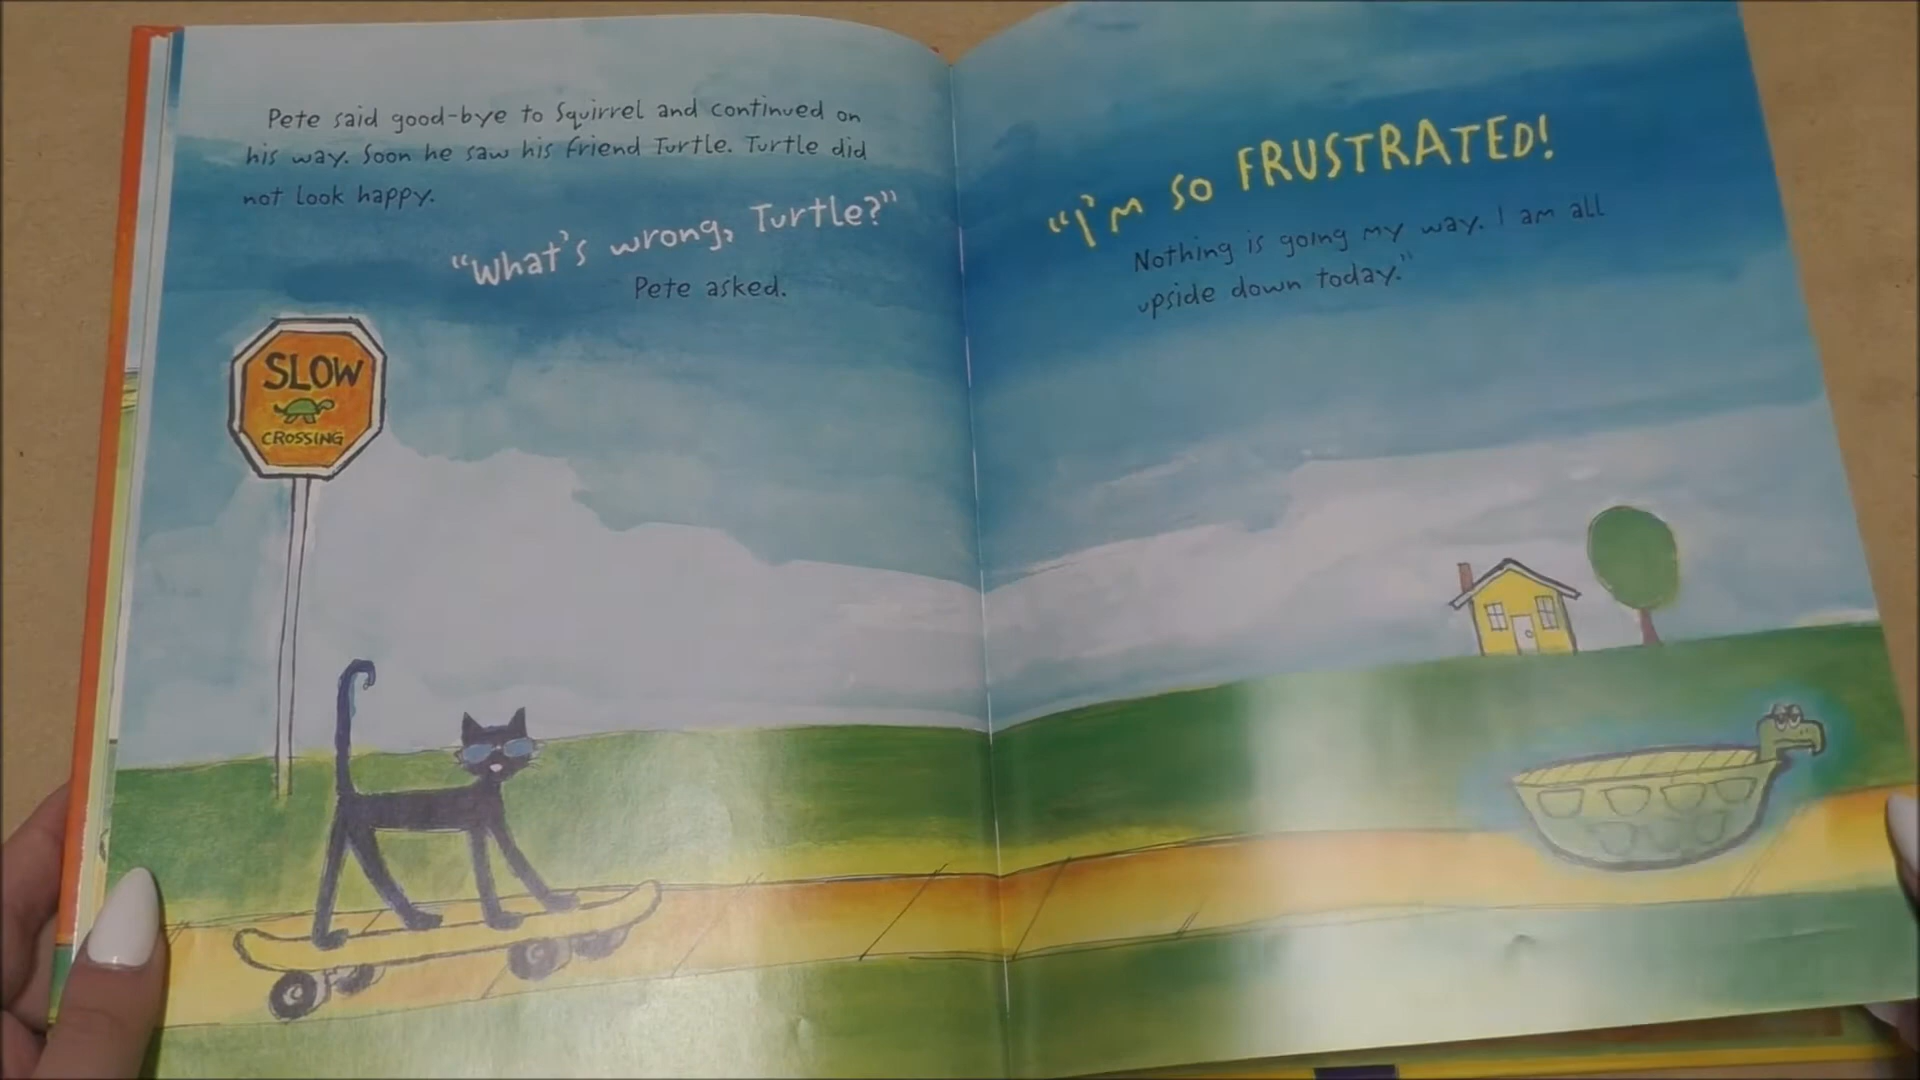 Pete said good-bye to Squirrel and continued on
his way. Soon he saw his friend Turtle. Turtle did
not look happy.
"What's wrong, Turtle?"
Pete asked.
SLOW
CROSSING
"I'm so FRUSTRATED!
Nothing is going my way. I am all
upside down today."